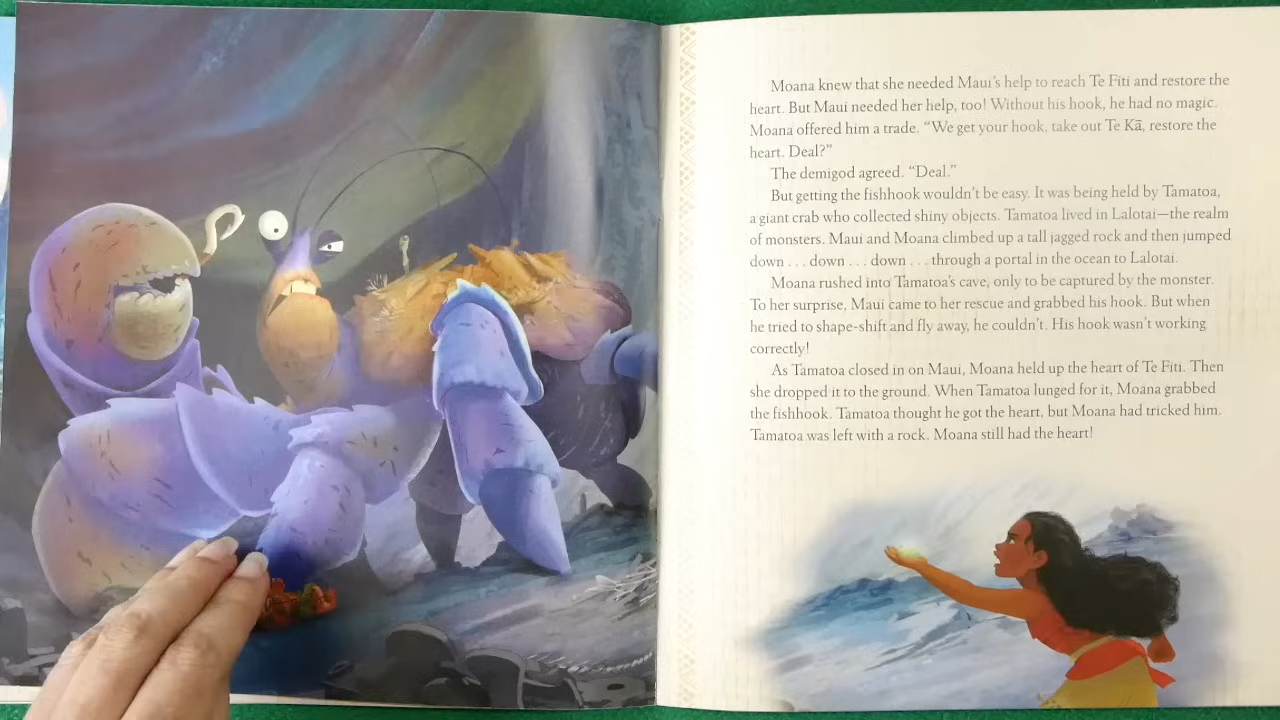 Moana knew that she needed Maui's help to reach Te Fiti and restore the
heart. But Maui needed her help, too! Without his hook, he had no magic.
Moana offered him a trade. “We get your hook, take out Te Kā, restore the
heart. Deal?”
The demigod agreed. “Deal.”
But getting the fishhook wouldn’t be easy. It was being held by Tamatoa,
a giant crab who collected shiny objects. Tamatoa lived in Lalotai—the realm
of monsters. Maui and Moana climbed up a tall jagged rock and then jumped
down . . . down . . . down . . . through a portal in the ocean to Lalotai.
Moana rushed into Tamatoa’s cave, only to be captured by the monster.
To her surprise, Maui came to her rescue and grabbed his hook. But when
he tried to shape-shift and fly away, he couldn’t. His hook wasn’t working
correctly!
As Tamatoa closed in on Maui, Moana held up the heart of Te Fiti. Then
she dropped it to the ground. When Tamatoa lunged for it, Moana grabbed
the fishhook. Tamatoa thought he got the heart, but Moana had tricked him.
Tamatoa was left with a rock. Moana still had the heart!